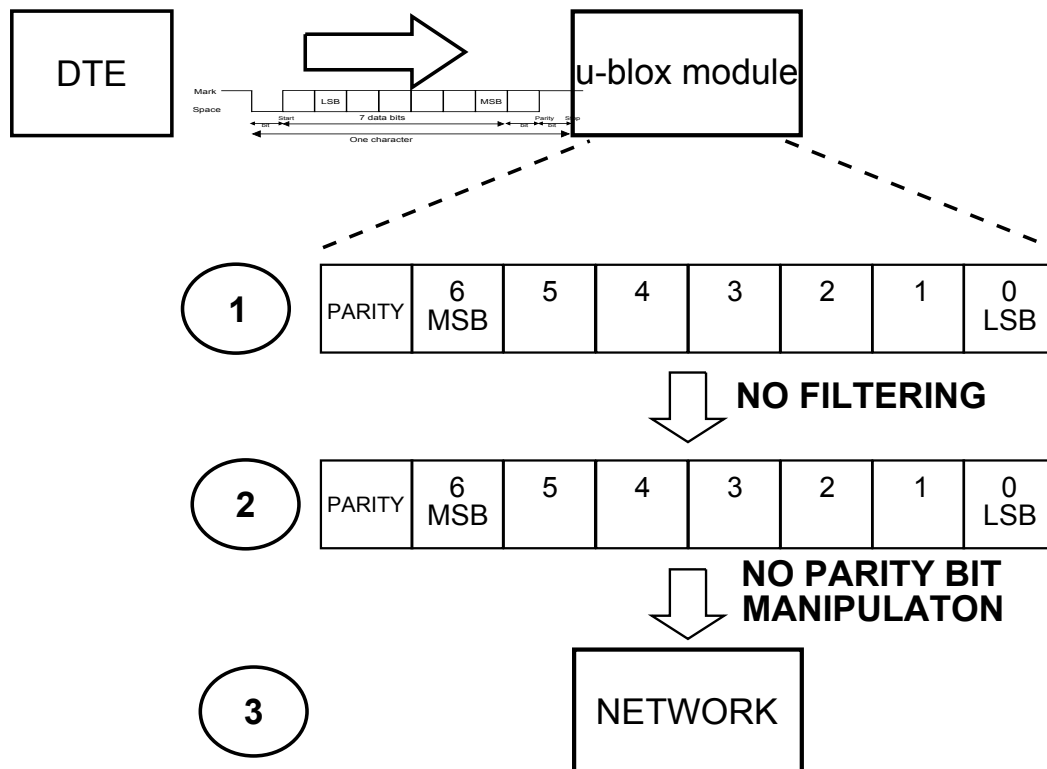 DTE
u-blox module
Mark
Space
LSB
MSB
Start
bit
7 data bits
bit
Parity
bit
Stop
One character
1
PARITY
6
MSB
5
4
3
2
1
0
LSB
NO FILTERING
2
PARITY
6
MSB
5
4
3
2
1
0
LSB
NO PARITY BIT
MANIPULATON
3
NETWORK